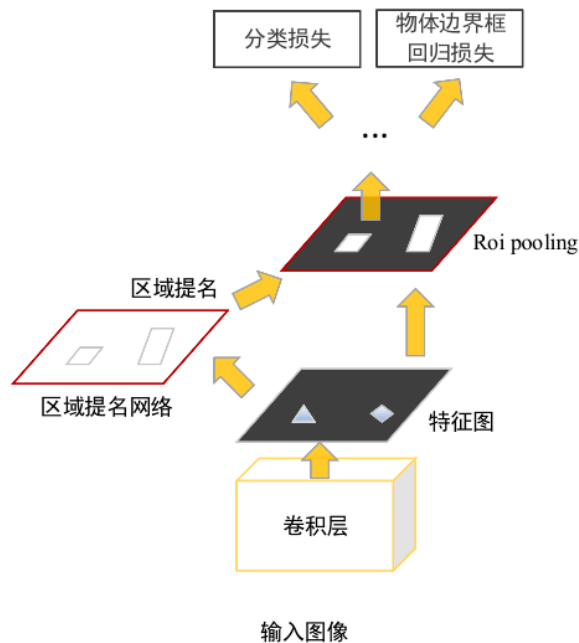 分类损失
物体边界框
回归损失
...
Roi pooling
区域提名
区域提名网络
特征图
卷积层
输入图像